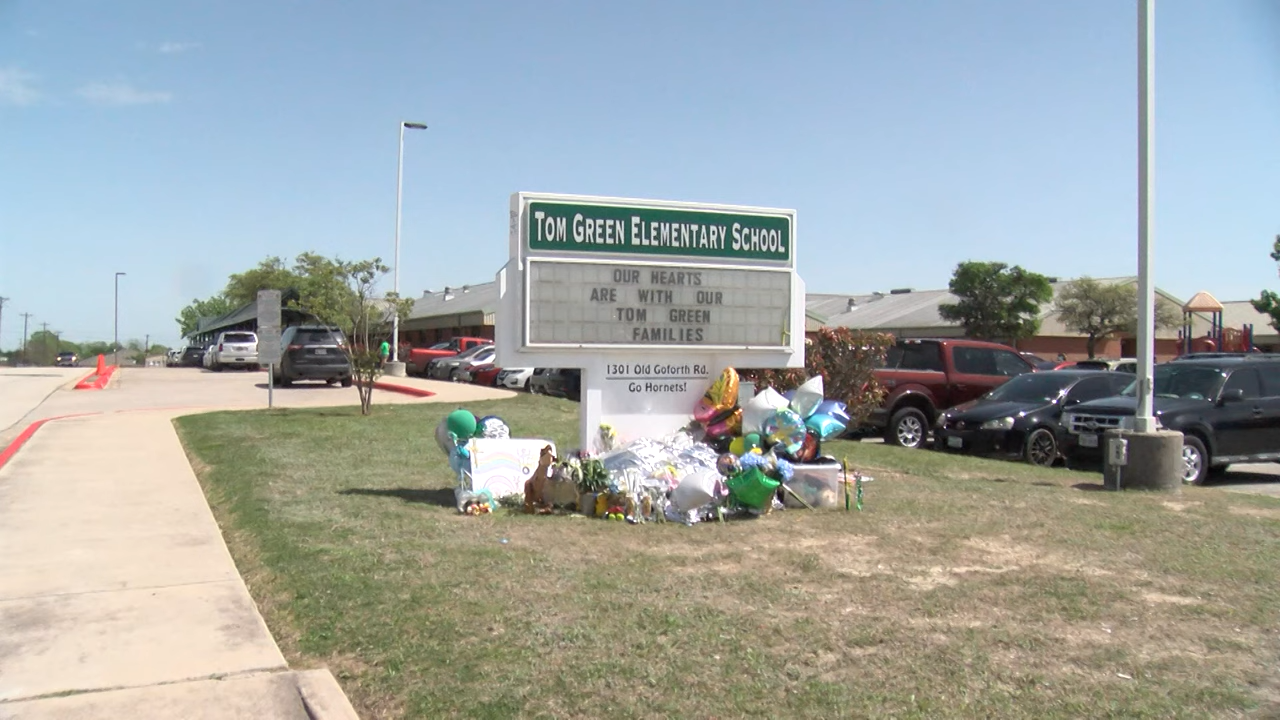 TOM GREEN ELEMENTARY SCHOOL
OUR HEARTS
ARE WITH OUR
TOM GREEN
FAMILIES
1301 Old Goforth Rd.
Go Hornets!